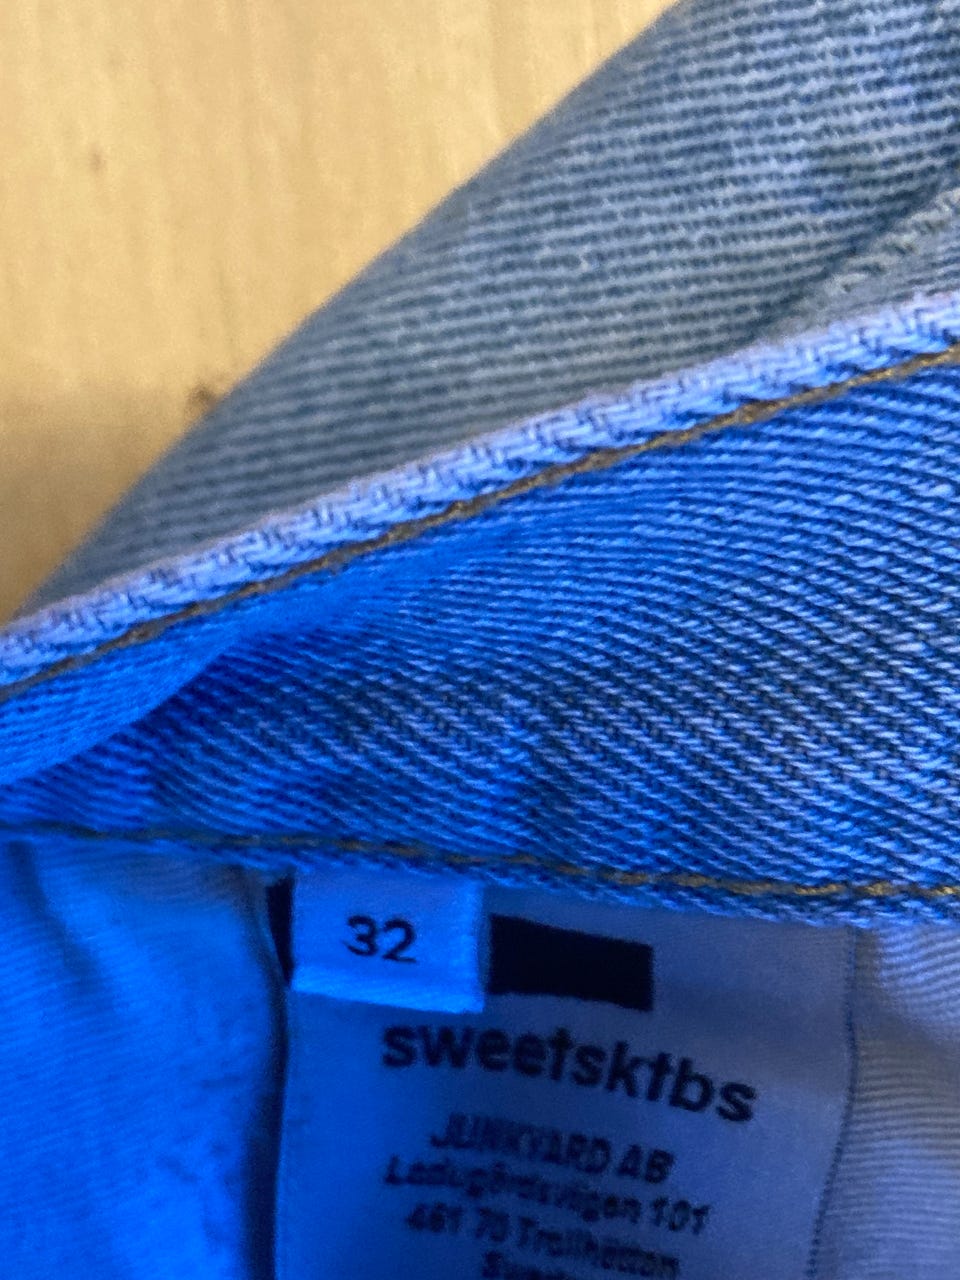 32
sweetsktbs
JUNKYARD AB
Ladugårdsvägen 101
461 70 Trollhättan